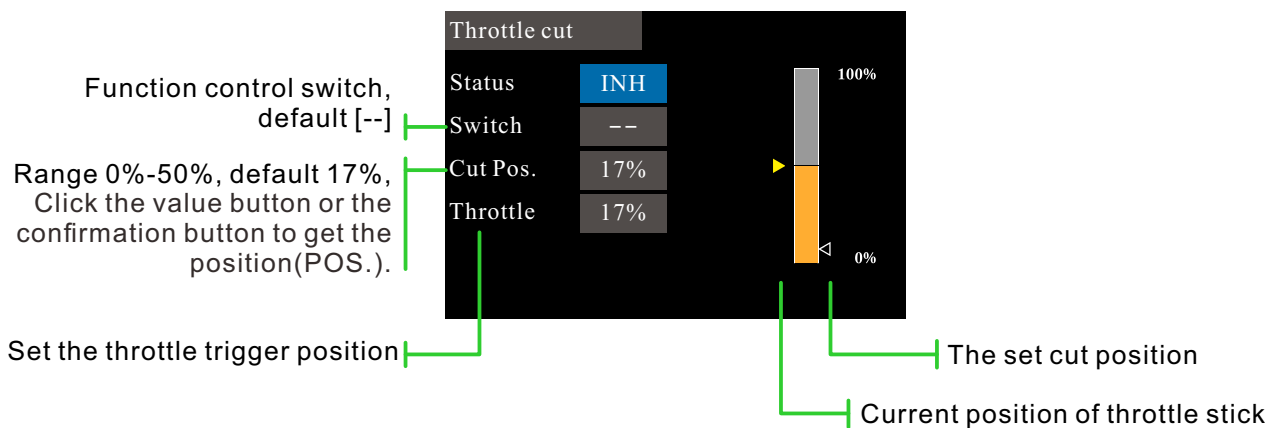 Throttle cut
Status
INH
100%
Function control switch,
default [--]
Switch
--
Range 0%-50%, default 17%,
Click the value button or the
confirmation button to get the
position(POS.).
Cut Pos.
17%
Throttle
17%
0%
Set the throttle trigger position
The set cut position
Current position of throttle stick